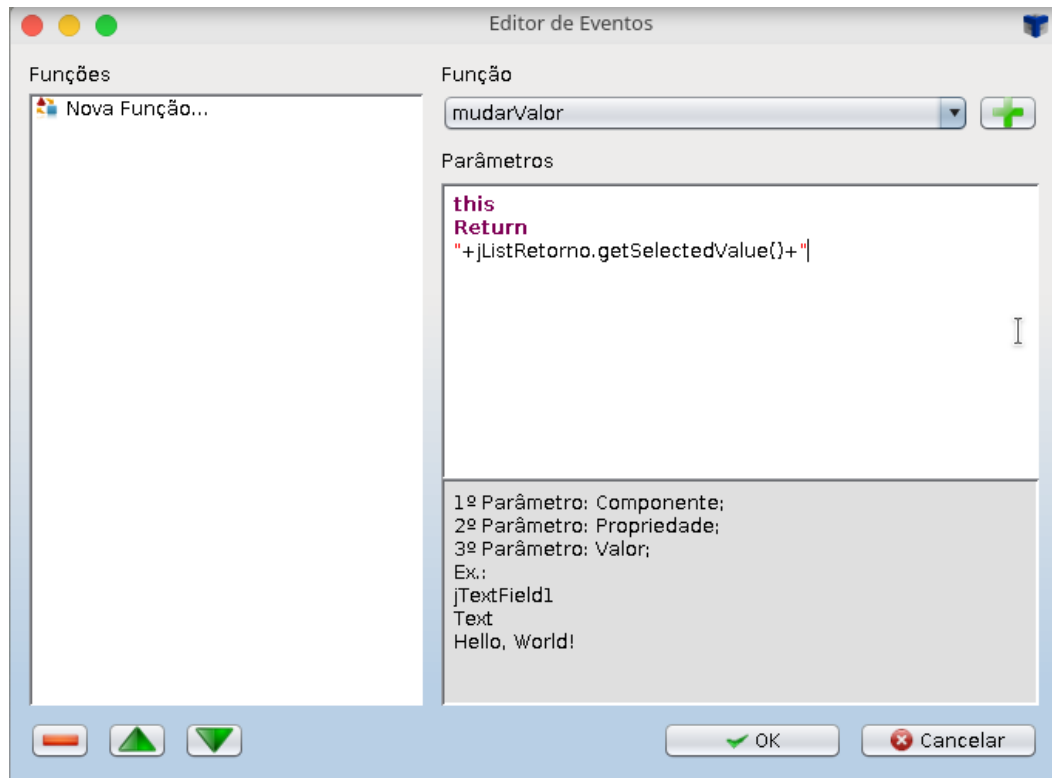 Editor de Eventos
Funções
Nova Função...
Função
mudarValor
Parâmetros
this
Return
"+jListRetorno.getSelectedValue()+"
1º Parâmetro: Componente;
2º Parâmetro: Propriedade;
3º Parâmetro: Valor;
Ex.:
jTextField1
Text
Hello, World!
OK
Cancelar